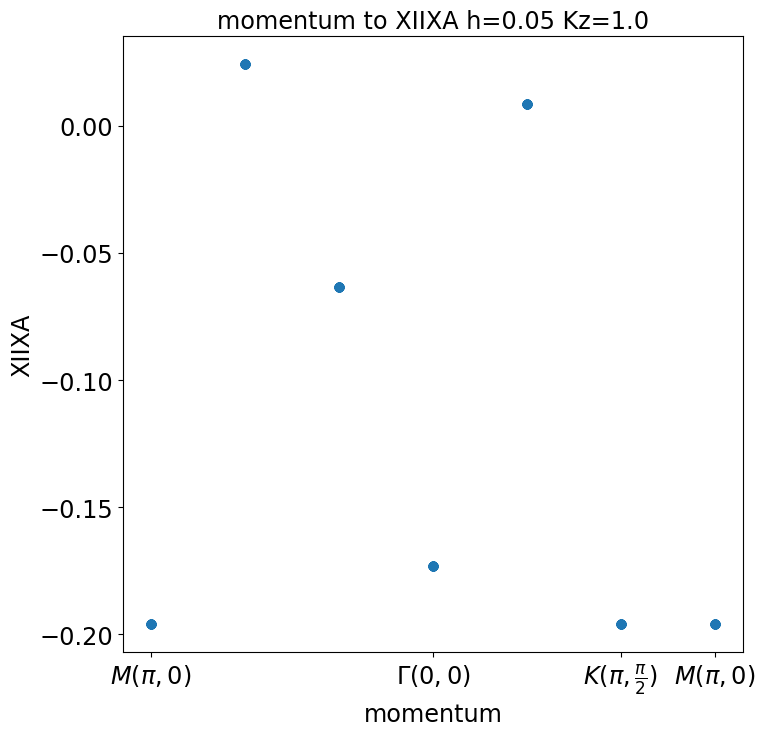 momentum to XIIXA h=0.05 Kz=1.0
XIIXA
0.00
−0.05
−0.10
−0.15
−0.20
M(π, 0) Γ(0, 0) K(π, π/2) M(π, 0)
momentum